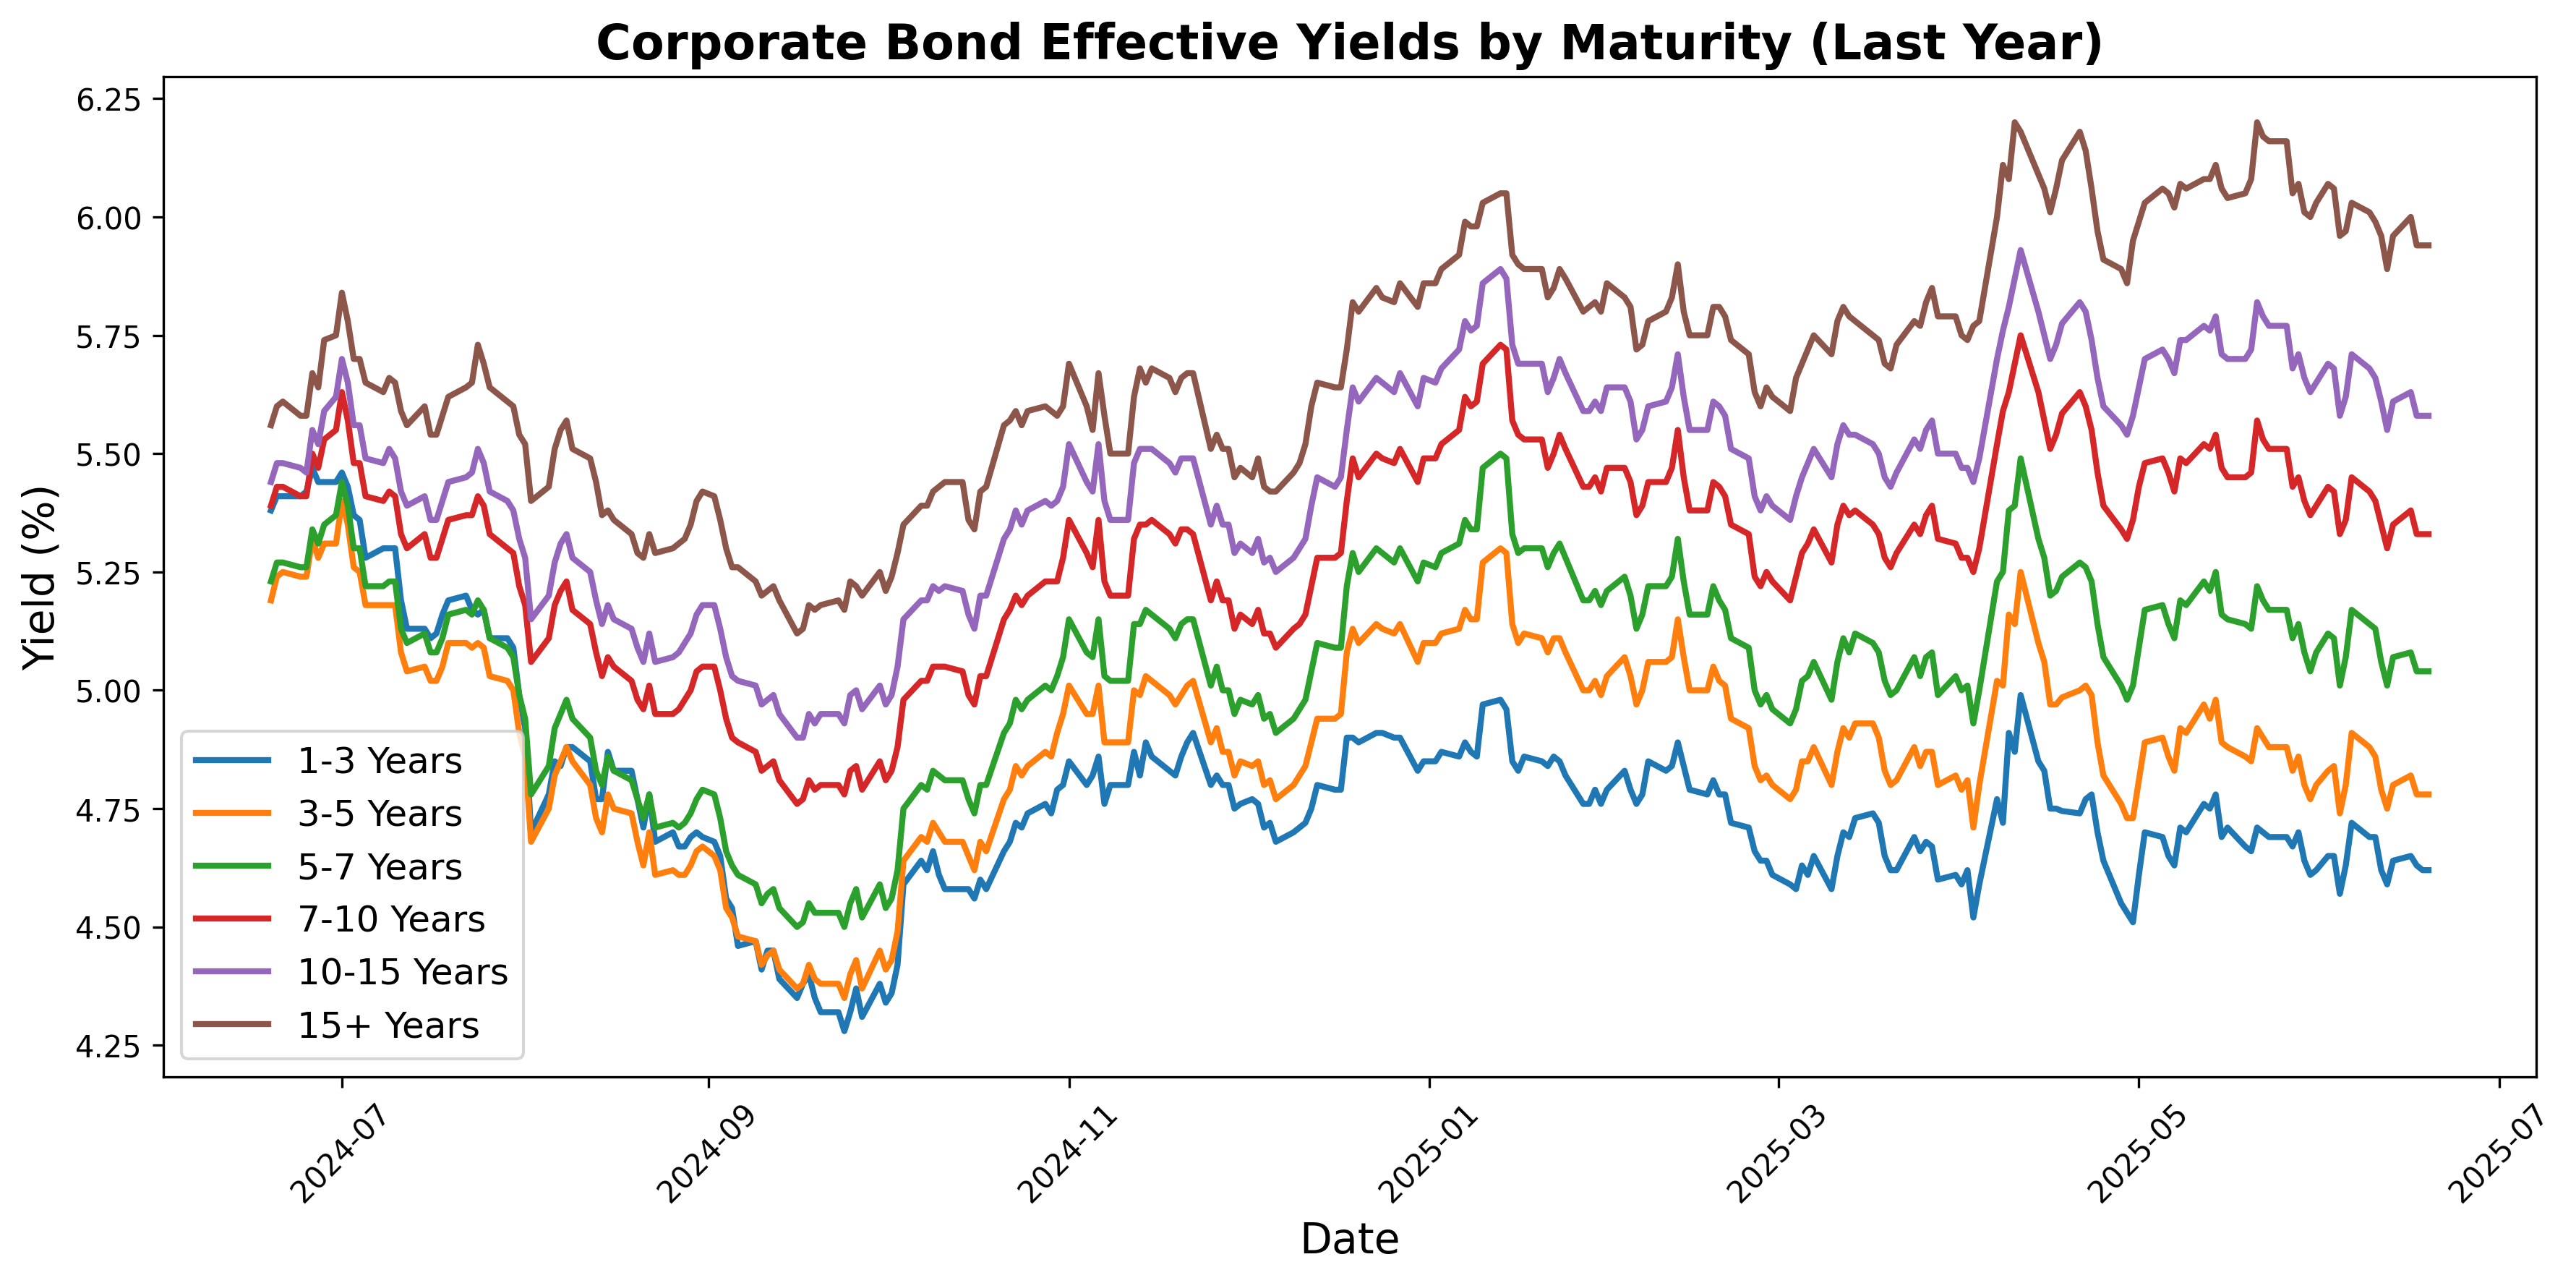 Corporate Bond Effective Yields by Maturity (Last Year)
Yield (%)
6.25
6.00
5.75
5.50
5.25
5.00
4.75
4.50
4.25
1-3 Years
3-5 Years
5-7 Years
7-10 Years
10-15 Years
15+ Years
2024-07
2024-09
2024-11
2025-01
2025-03
2025-05
2025-07
Date